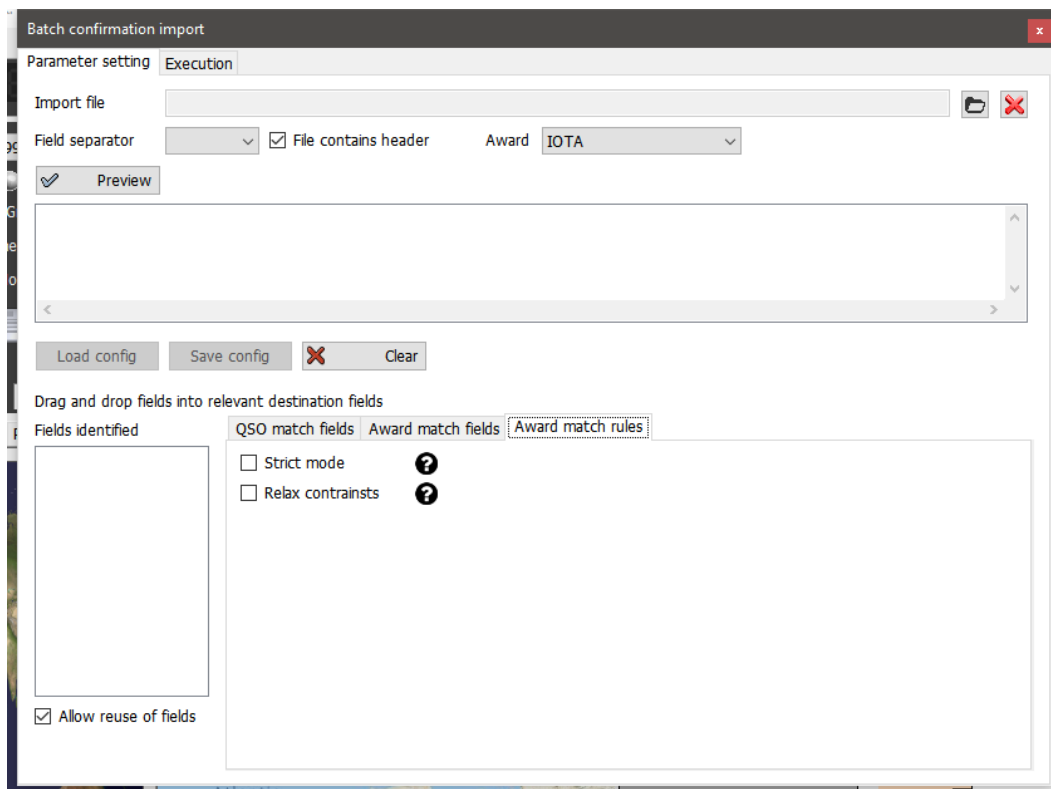 Batch confirmation import
x
Parameter setting Execution
Import file
Field separator File contains header Award IOTA
Preview
Load config Save config Clear
Drag and drop fields into relevant destination fields
Fields identified QSO match fields Award match fields Award match rules
Strict mode ?
Relax contrainsts ?
Allow reuse of fields